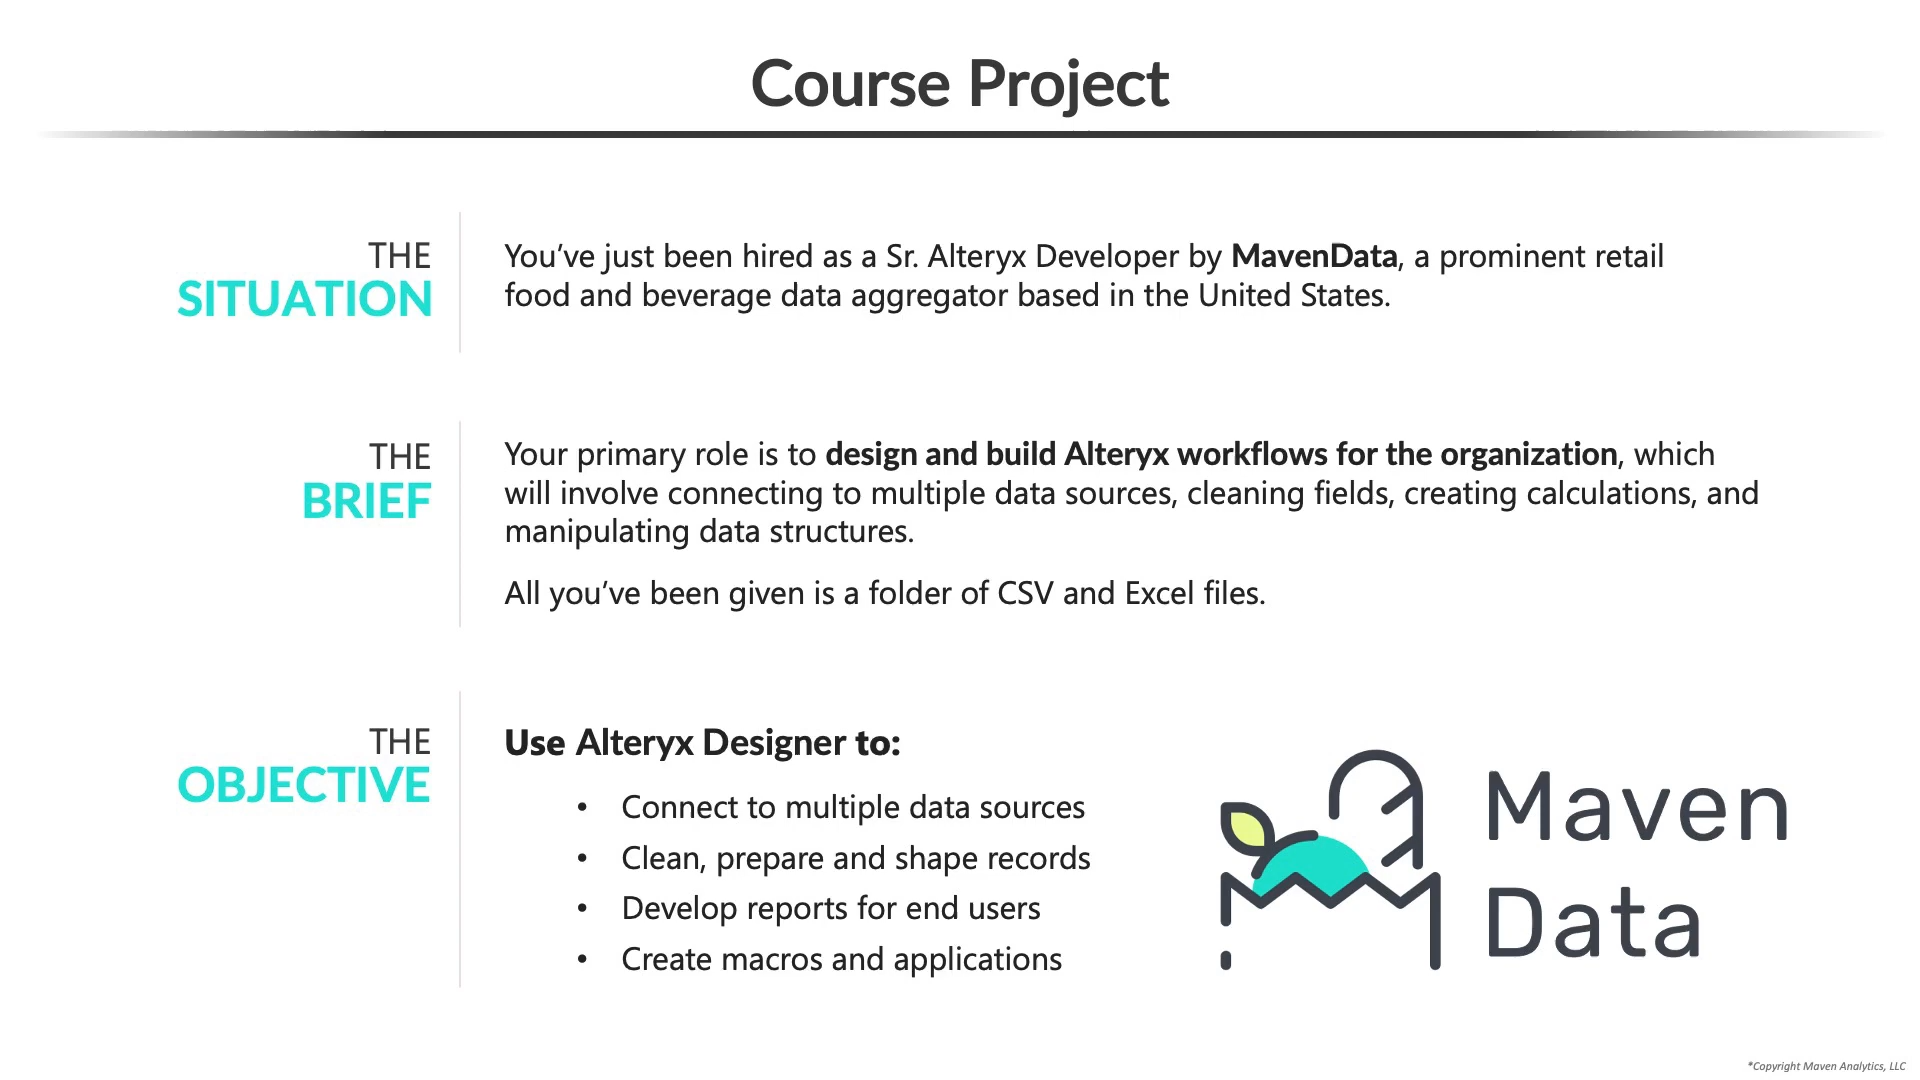 Course Project
THE
SITUATION
You’ve just been hired as a Sr. Alteryx Developer by MavenData, a prominent retail
food and beverage data aggregator based in the United States.
THE
BRIEF
Your primary role is to design and build Alteryx workflows for the organization, which
will involve connecting to multiple data sources, cleaning fields, creating calculations, and
manipulating data structures.
All you’ve been given is a folder of CSV and Excel files.
THE
OBJECTIVE
Use Alteryx Designer to:
• Connect to multiple data sources
• Clean, prepare and shape records
• Develop reports for end users
• Create macros and applications
Maven
Data
*Copyright Maven Analytics, LLC